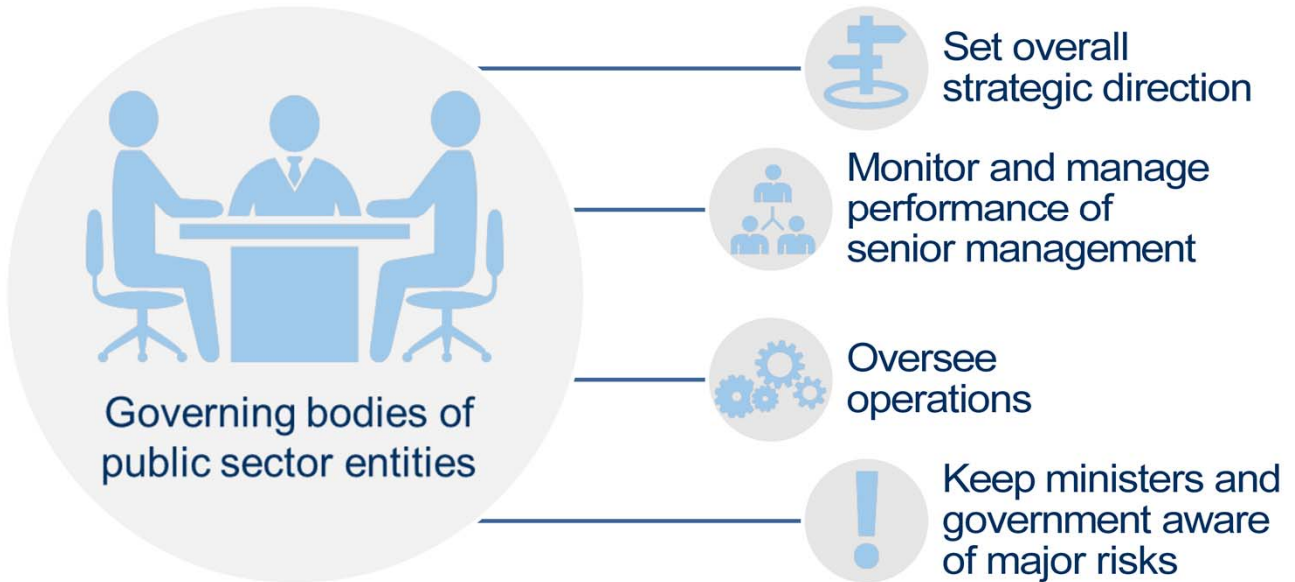 Governing bodies of
public sector entities
Set overall
strategic direction
Monitor and manage
performance of
senior management
Oversee
operations
Keep ministers and
government aware
of major risks